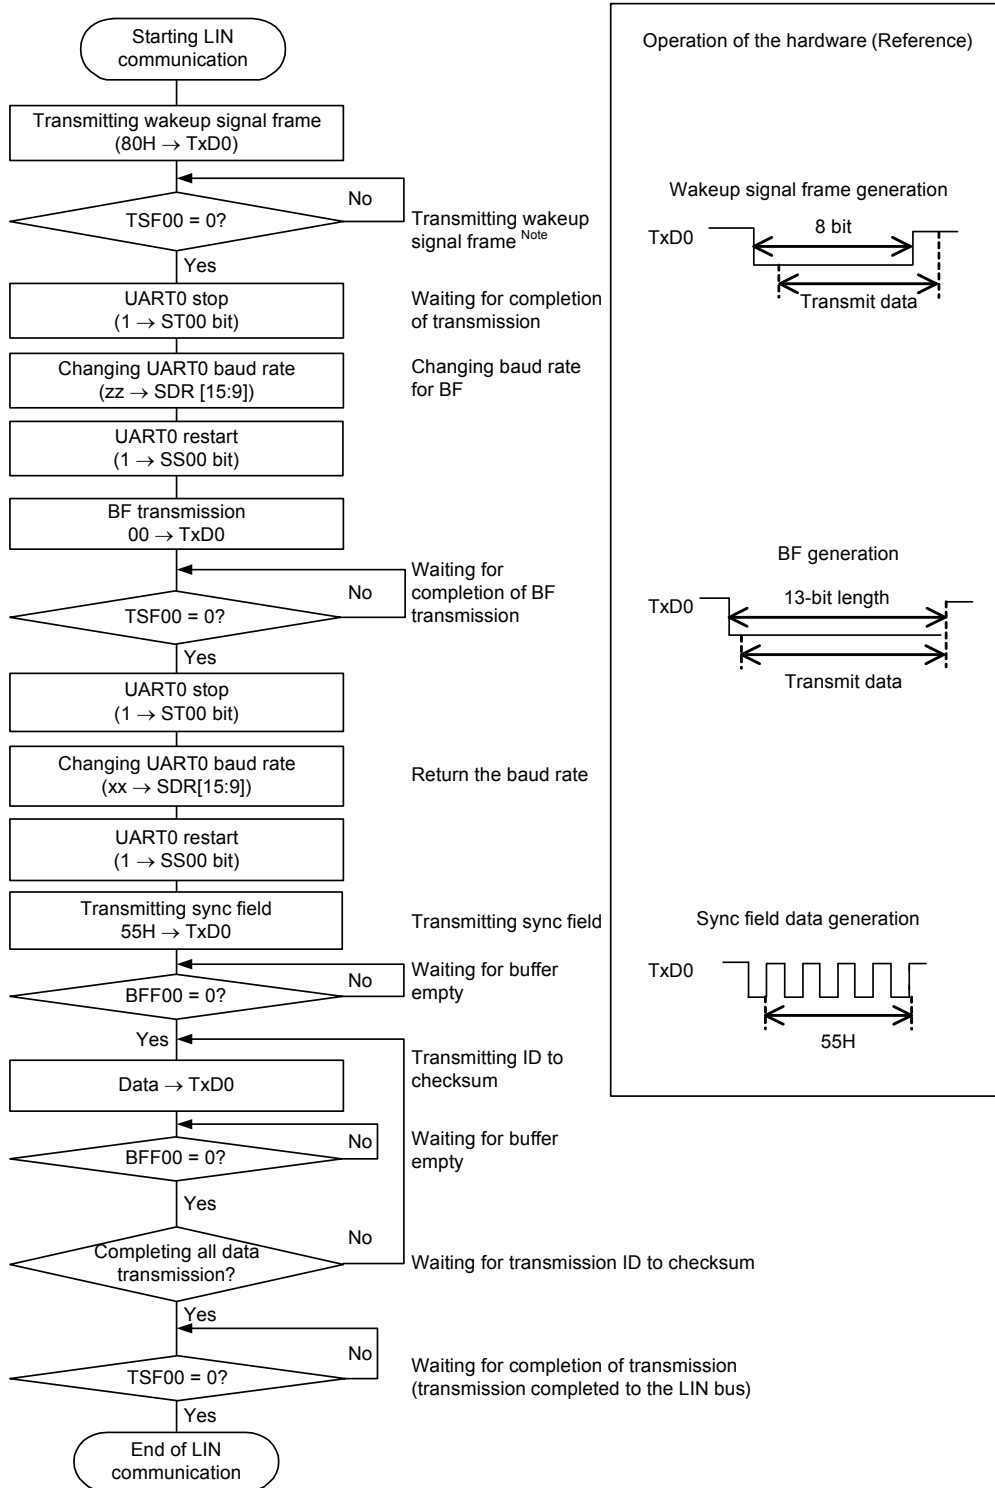 Starting LIN
communication
Transmitting wakeup signal frame
(80H → TxD0)
No
TSF00 = 0?
Transmitting wakeup
signal frame Note
Yes
UART0 stop
(1 → ST00 bit)
Waiting for completion
of transmission
Changing UART0 baud rate
(zz → SDR [15:9])
Changing baud rate
for BF
UART0 restart
(1 → SS00 bit)
BF transmission
00 → TxD0
Waiting for
completion of BF
transmission
No
TSF00 = 0?
Yes
UART0 stop
(1 → ST00 bit)
Changing UART0 baud rate
(xx → SDR[15:9])
Return the baud rate
UART0 restart
(1 → SS00 bit)
Transmitting sync field
55H → TxD0
Transmitting sync field
No
BFF00 = 0?
Waiting for buffer
empty
Yes
Transmitting ID to
checksum
Data → TxD0
No
BFF00 = 0?
Waiting for buffer
empty
Yes
No
Completing all data
transmission?
Waiting for transmission ID to checksum
Yes
No
TSF00 = 0?
Waiting for completion of transmission
(transmission completed to the LIN bus)
Yes
End of LIN
communication
Operation of the hardware (Reference)
Wakeup signal frame generation
TxD0
8 bit
Transmit data
BF generation
TxD0
13-bit length
Transmit data
Sync field data generation
TxD0
55H